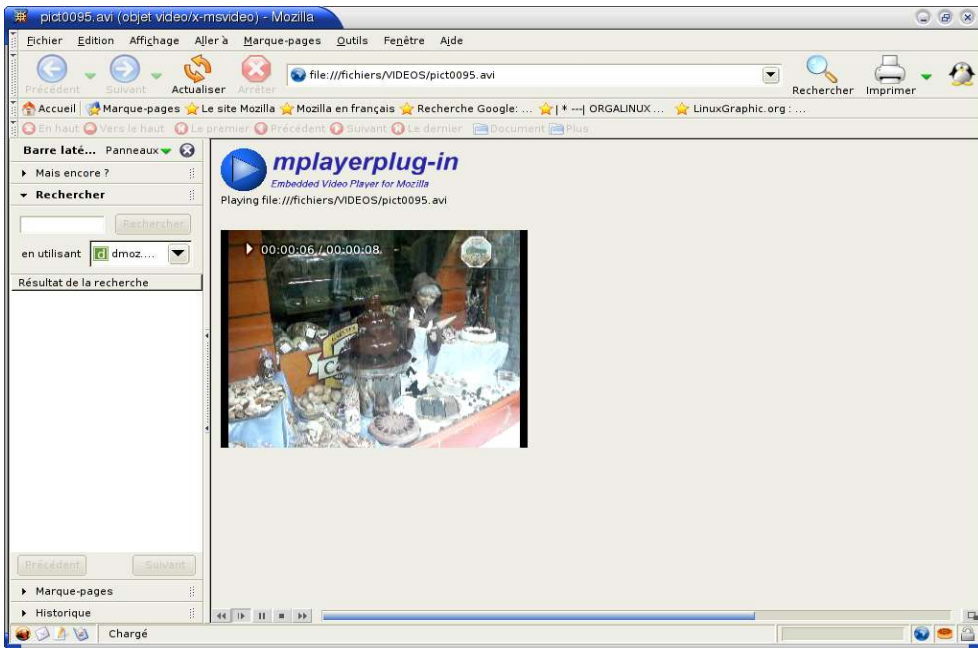 pict0095.avi (objet video/x-msvideo) - Mozilla
Fichier Edition Affichage Aller à Marque-pages Outils Fenêtre Aide
Précédent Suivant Actualiser Arrêter file:///fichiers/VIDEOS/pict0095.avi Rechercher Imprimer
Accueil Marque-pages Le site Mozilla Mozilla en français Recherche Google: ... | * ---| ORGALINUX ... LinuxGraphic.org : ...
En haut Vers le haut Le premier Précédent Suivant Le dernier Document Plus
Barre laté... Panneaux
Mais encore ?
Rechercher
Rechercher
en utilisant dmoz....
Résultat de la recherche
Précédent Suivant
Marque-pages
Historique
mplayerplug-in
Embedded Video Player for Mozilla
Playing file:///fichiers/VIDEOS/pict0095.avi
00:00:06 / 00:00:08
Chargé